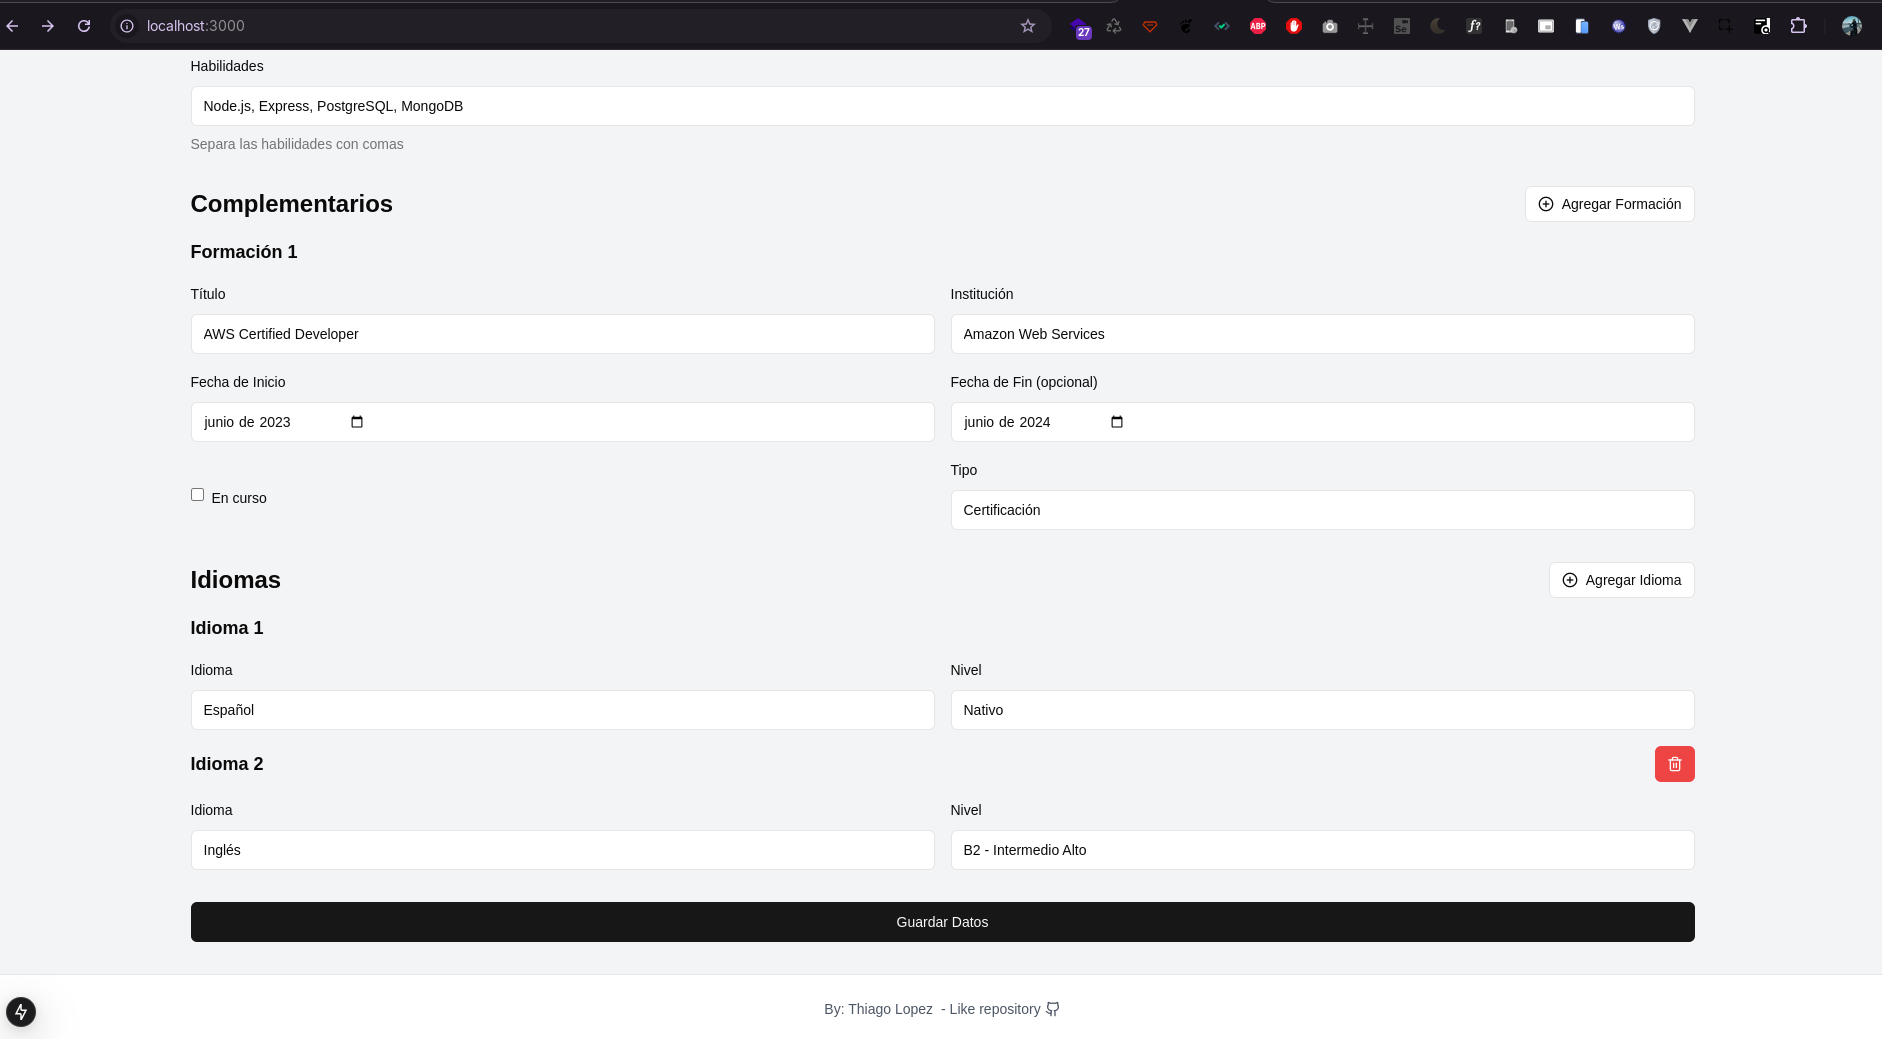 localhost:3000
27
ABP
Se
f?
Ws
Habilidades
Node.js, Express, PostgreSQL, MongoDB
Separa las habilidades con comas
Complementarios
Agregar Formación
Formación 1
Título
Institución
AWS Certified Developer
Amazon Web Services
Fecha de Inicio
Fecha de Fin (opcional)
junio de 2023
junio de 2024
Tipo
En curso
Certificación
Idiomas
Agregar Idioma
Idioma 1
Idioma
Nivel
Español
Nativo
Idioma 2
Idioma
Nivel
Inglés
B2 - Intermedio Alto
Guardar Datos
By: Thiago Lopez - Like repository